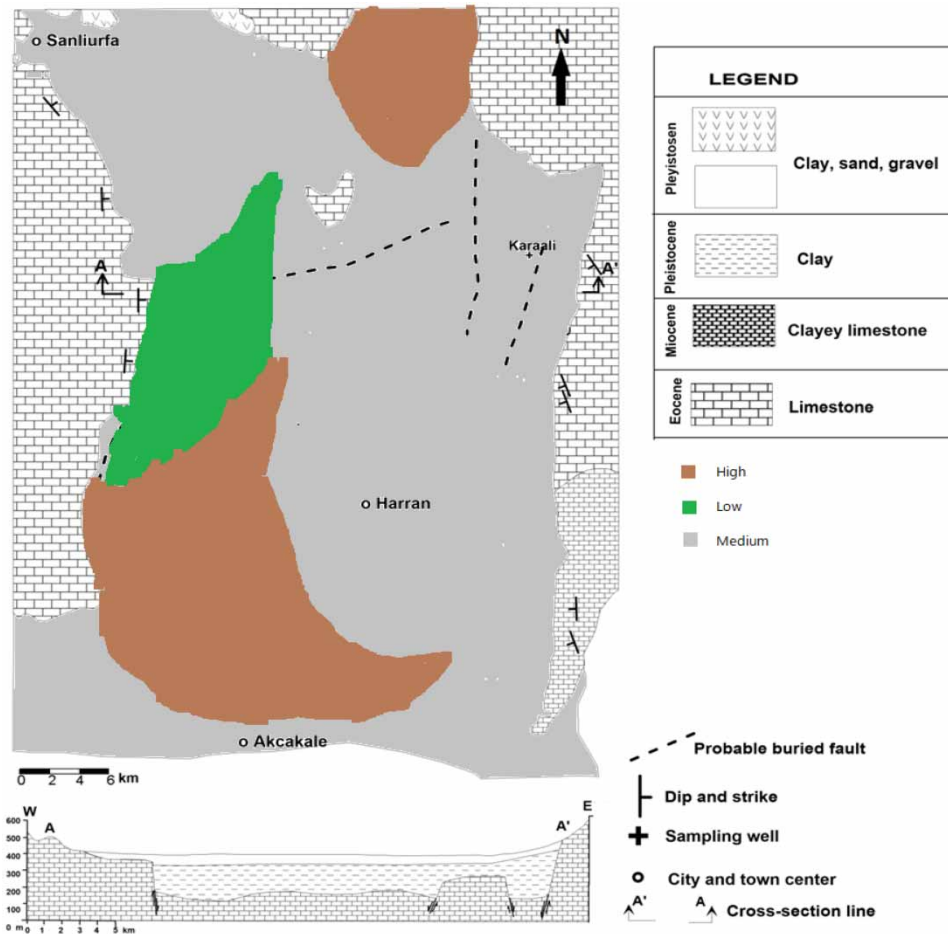 Sanliurfa
N
Karaali
A
A'
Harran
Akcakale
0 2 4 6 km
LEGEND
Pleyistosen
Clay, sand, gravel
Pleistocene
Clay
Miocene
Clayey limestone
Eocene
Limestone
High
Low
Medium
Probable buried fault
Dip and strike
Sampling well
City and town center
A' A
Cross-section line
W
E
A
A'
600
500
400
300
200
100
0 m
0 1 2 3 4 5 km